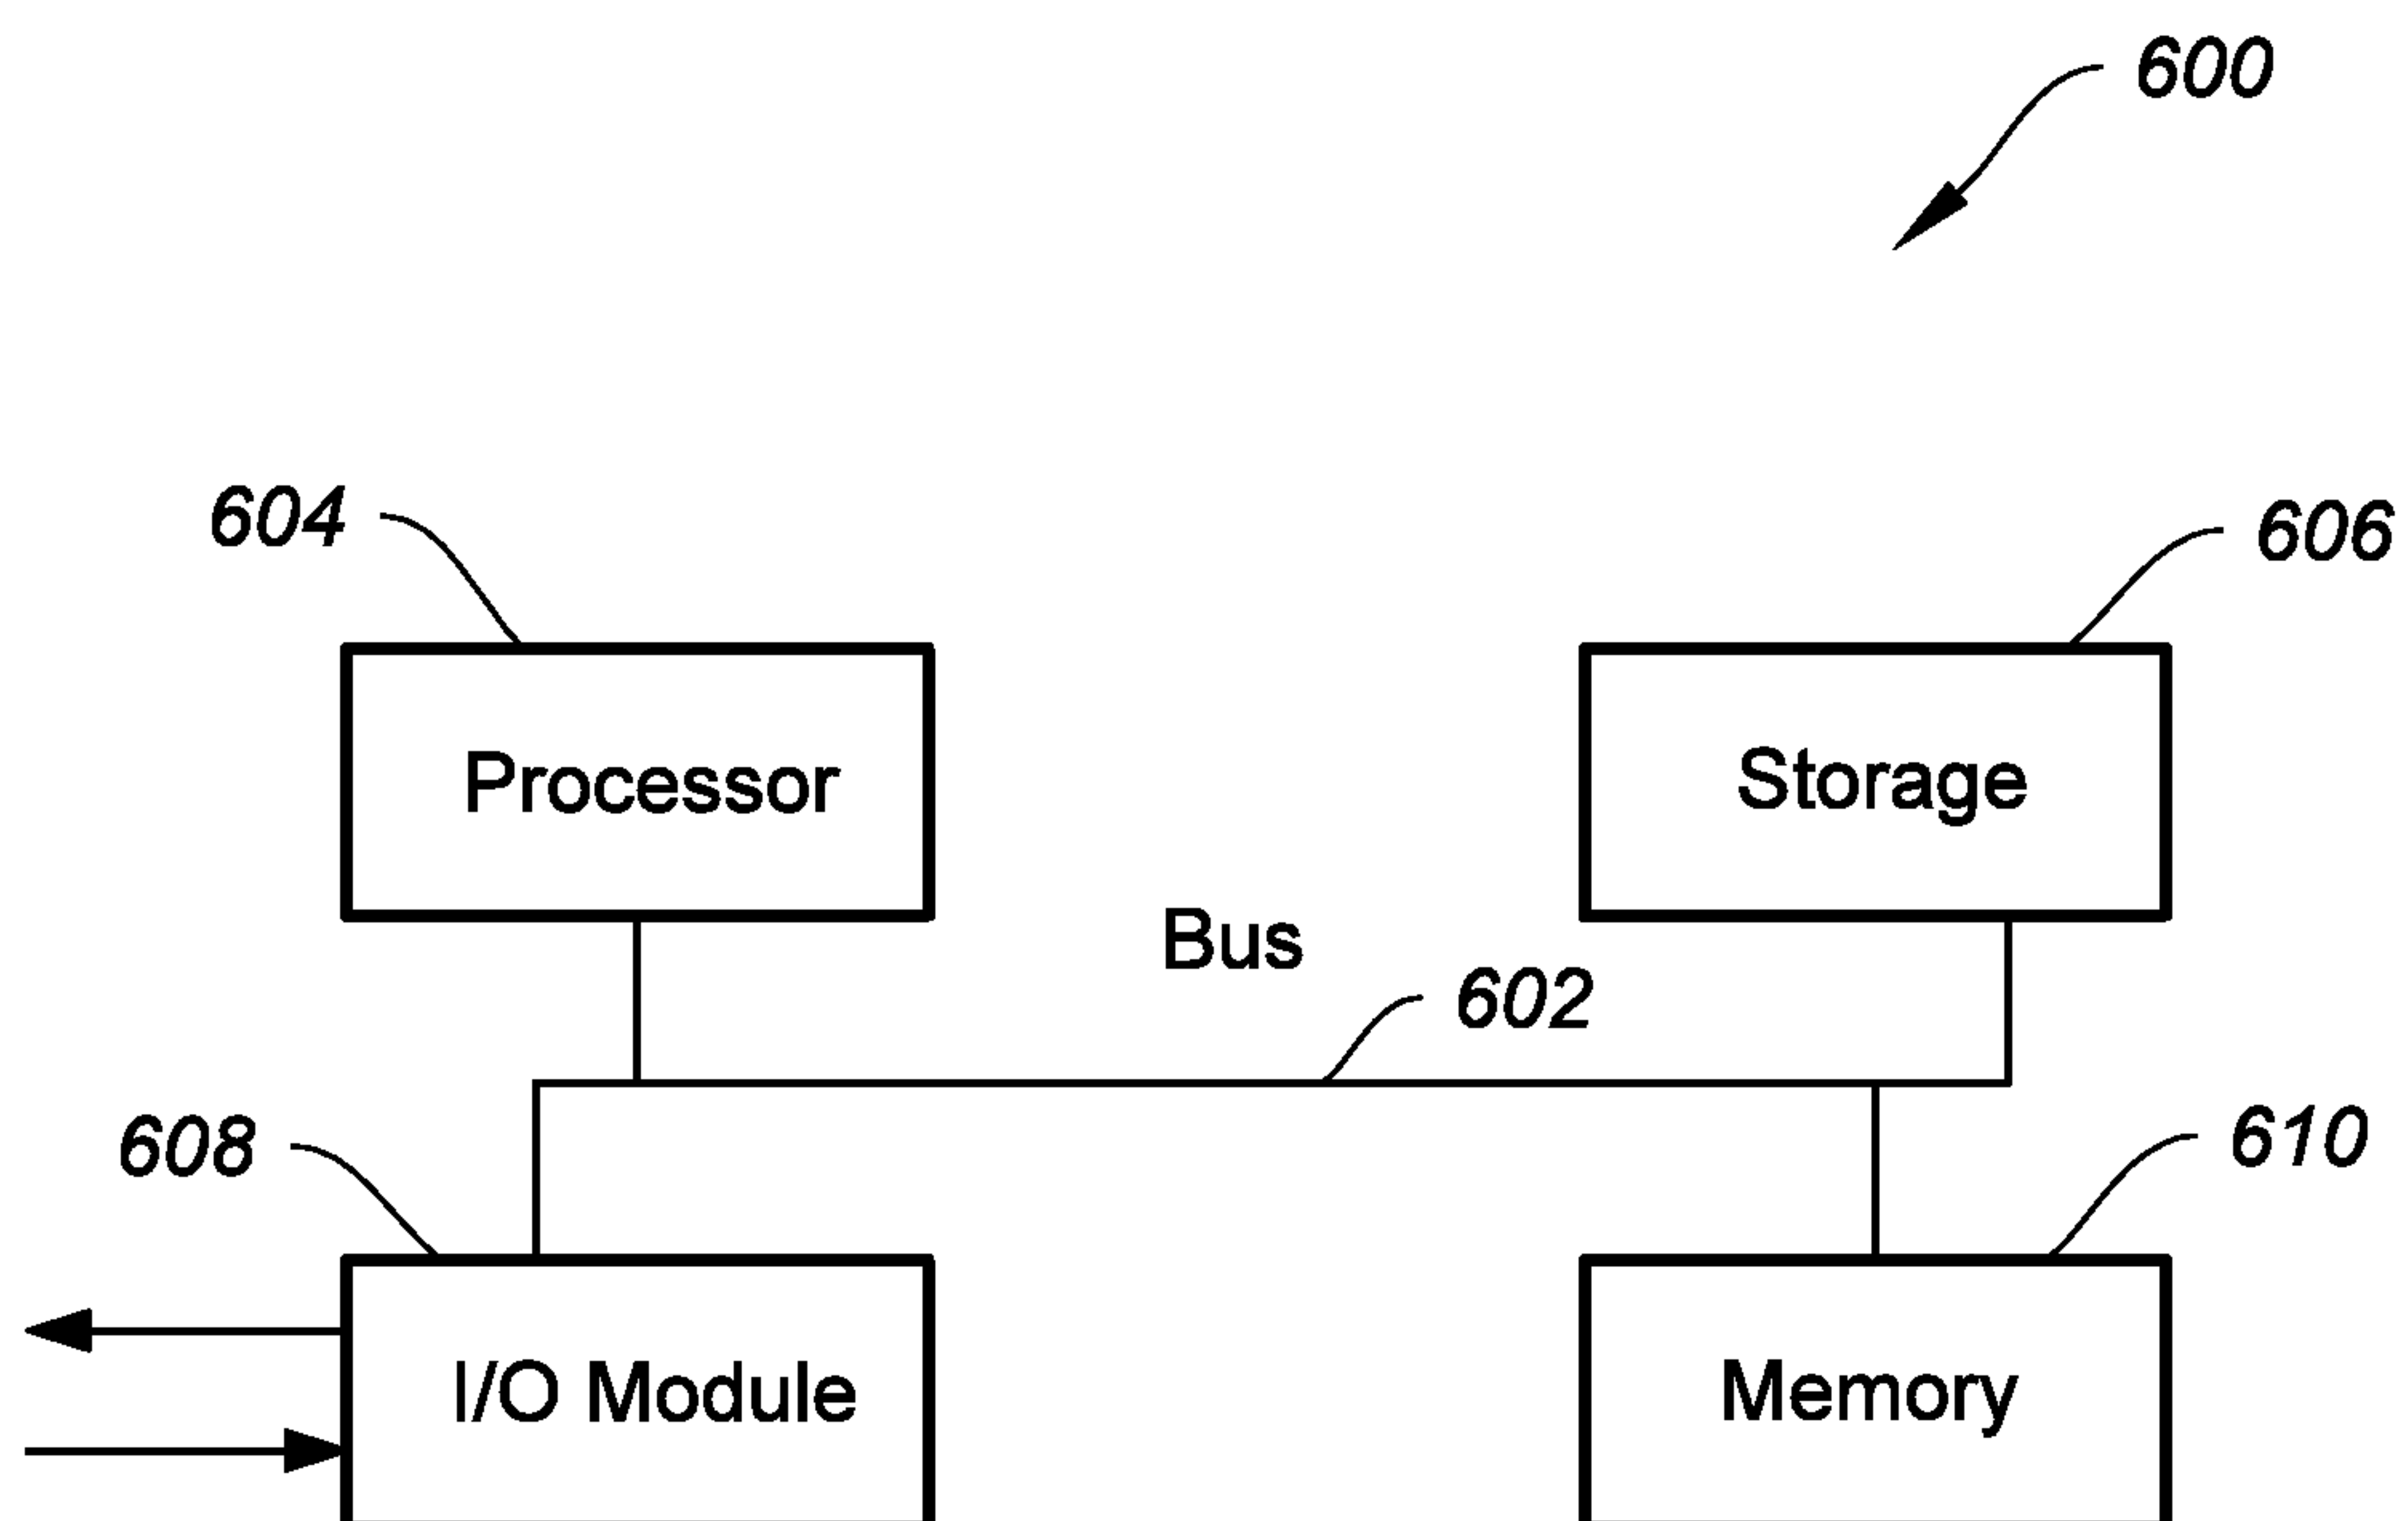 600
604
606
Processor
Storage
Bus
602
608
610
I/O Module
Memory